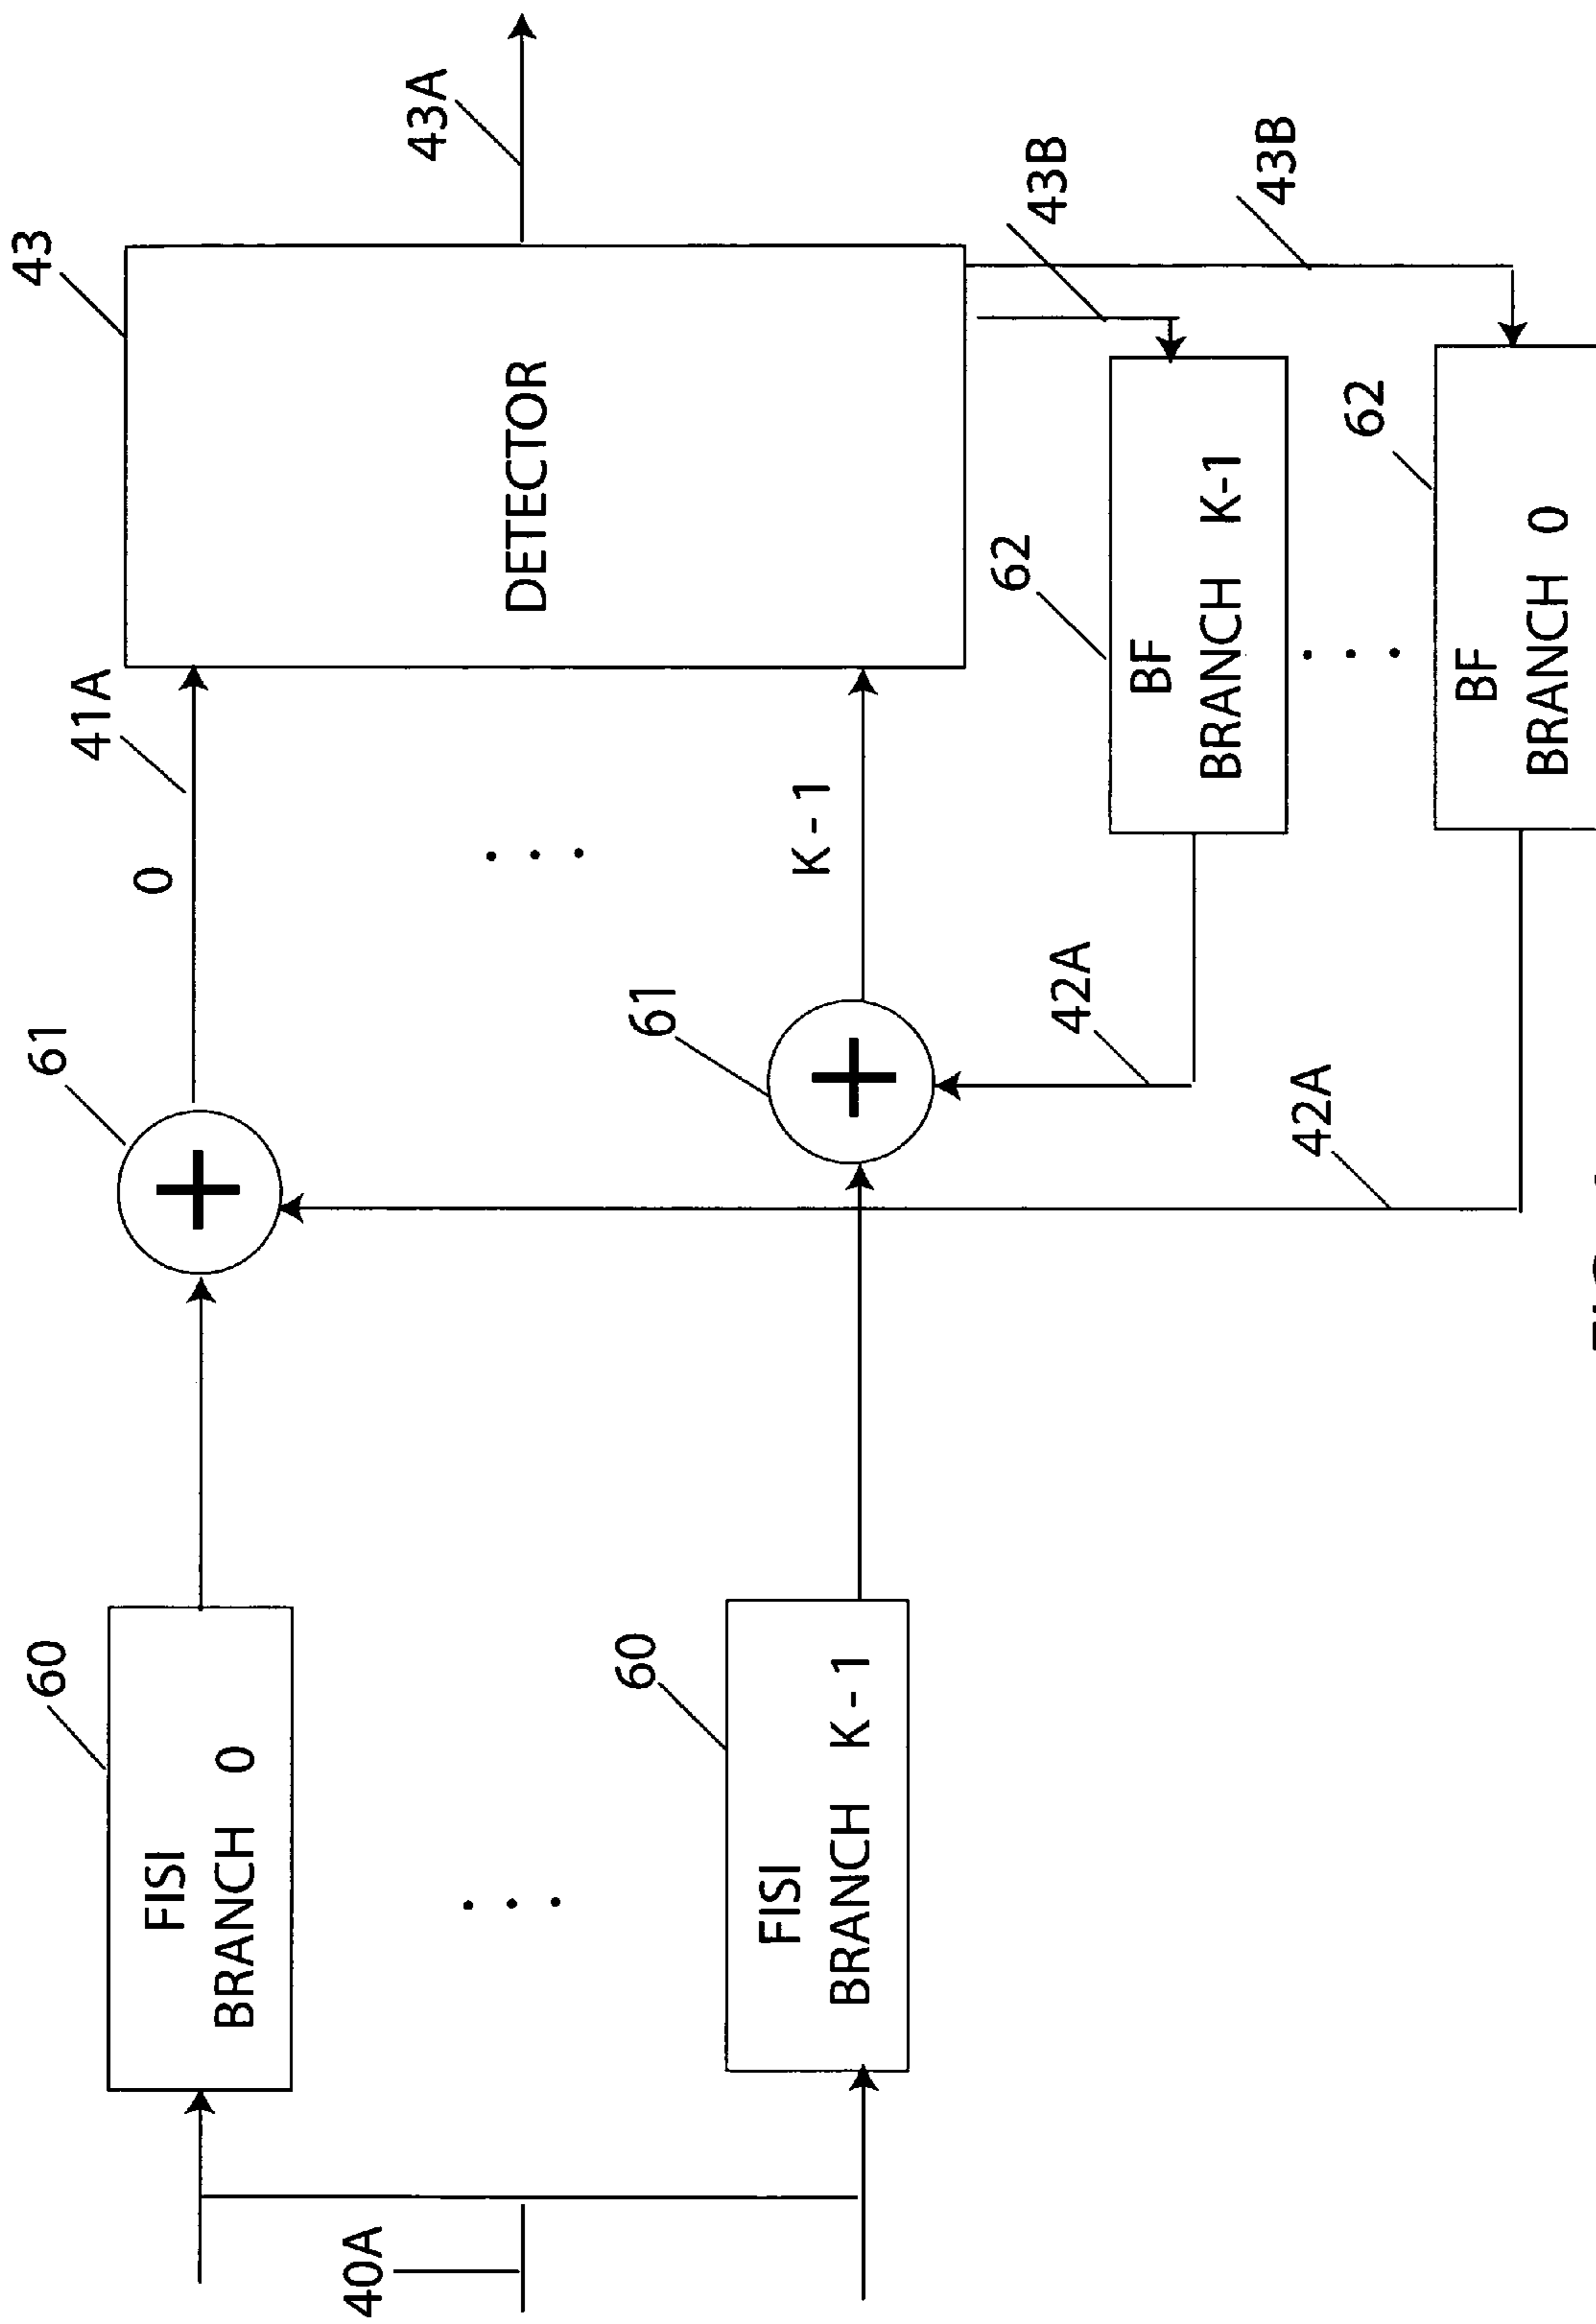 43
43A
41A
0
61
60
FISI
BRANCH 0
DETECTOR
. . .
. . .
K - 1
61
60
FISI
BRANCH K - 1
40A
43B
43B
62
BF
BRANCH K-1
42A
. . .
62
BF
BRANCH 0
42A